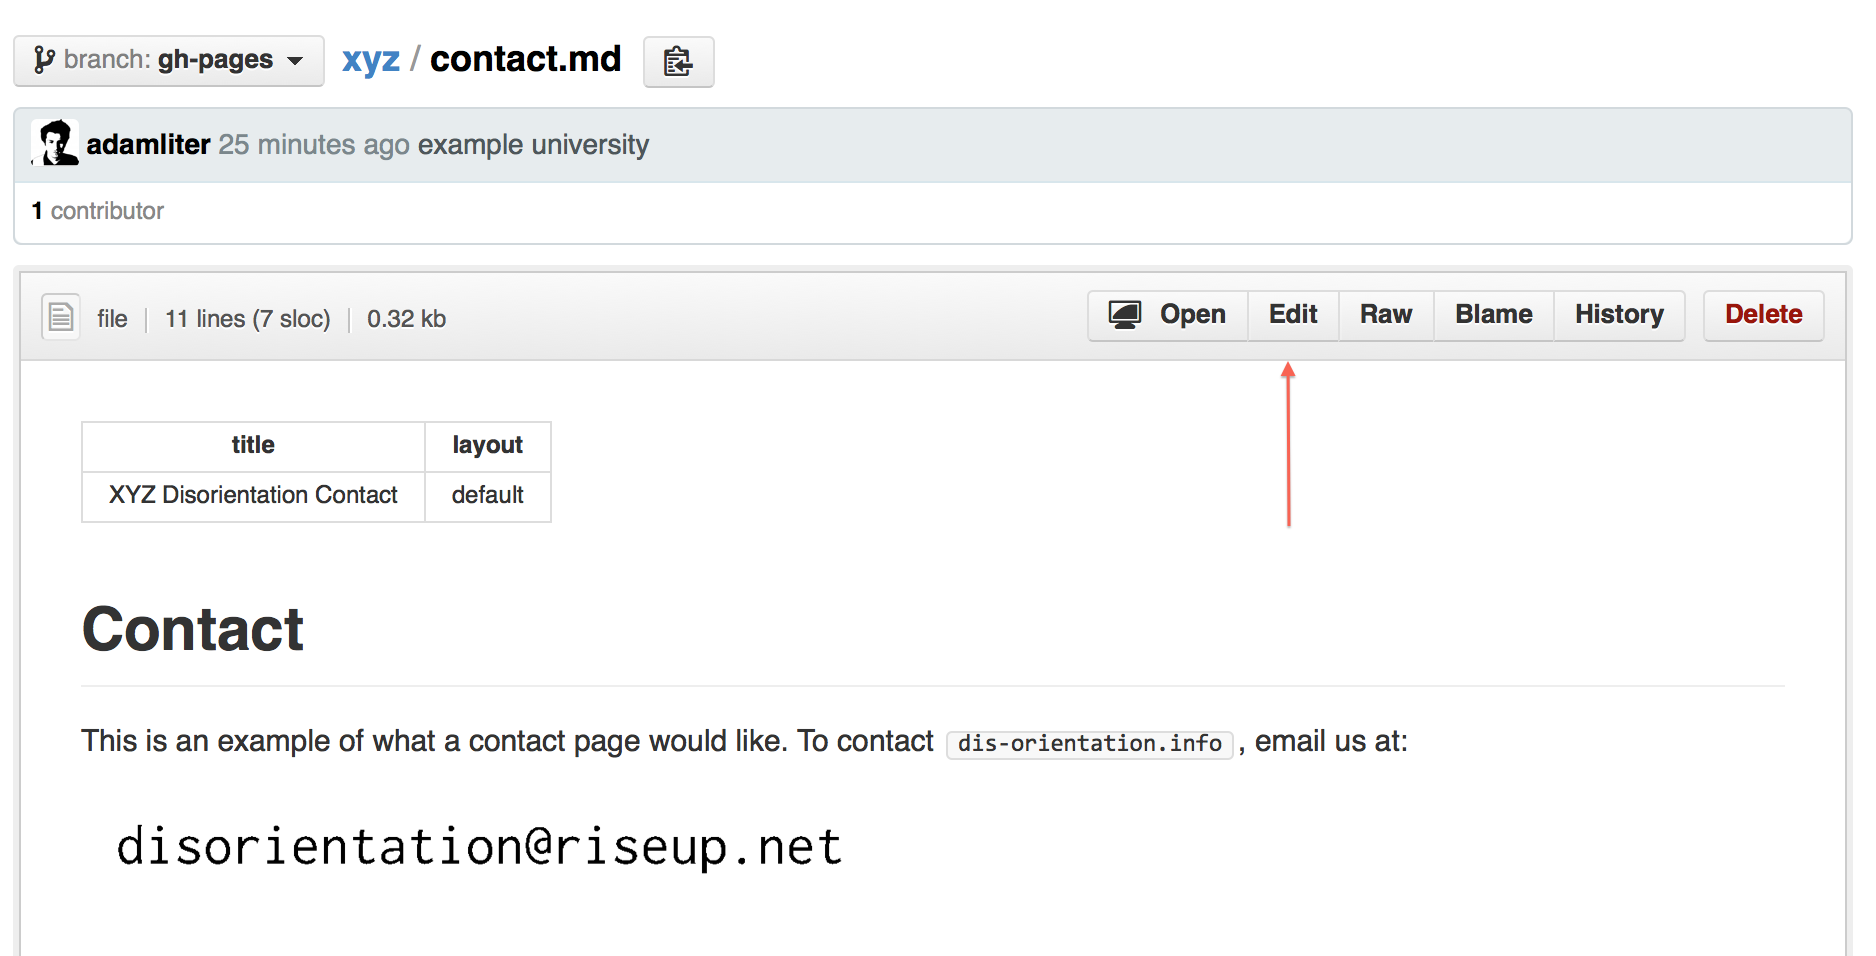 branch: gh-pages xyz / contact.md
adamliter 25 minutes ago example university
1 contributor
file | 11 lines (7 sloc) | 0.32 kb Open Edit Raw Blame History Delete
title layout
XYZ Disorientation Contact default
Contact
This is an example of what a contact page would like. To contact dis-orientation.info , email us at:
disorientation@riseup.net